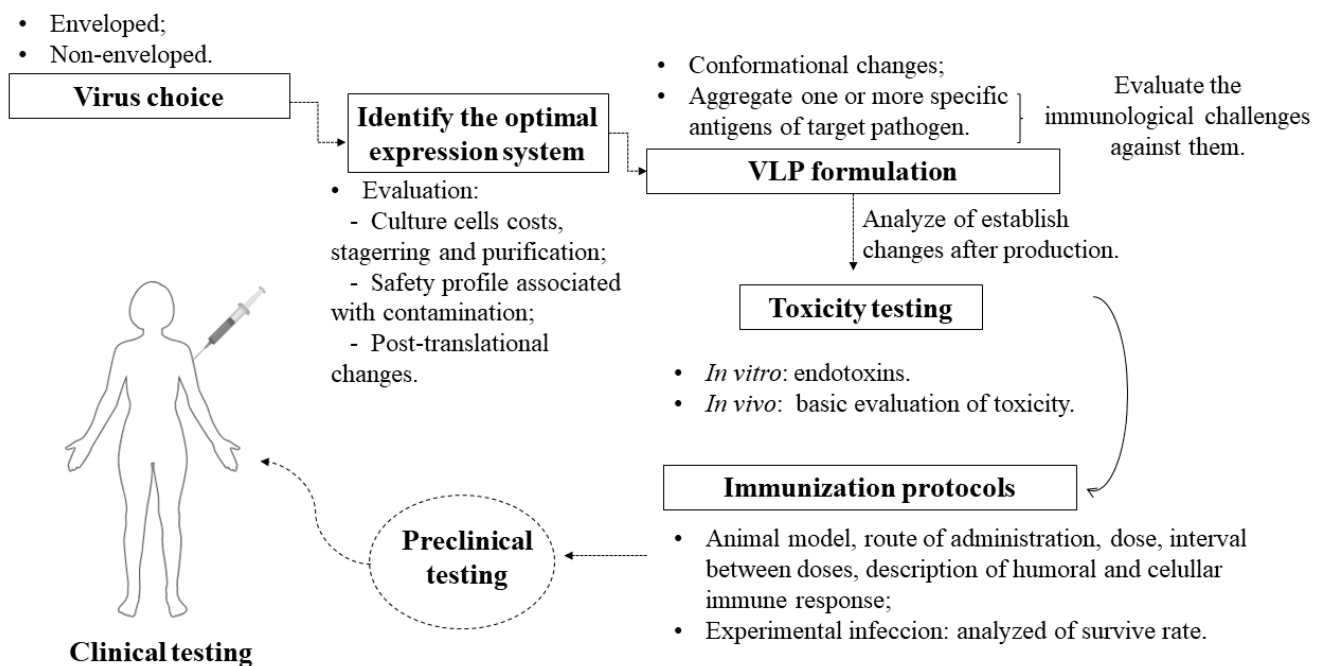 • Enveloped;
• Non-enveloped.
Virus choice
Identify the optimal
expression system
• Evaluation:
- Culture cells costs,
stagerring and purification;
- Safety profile associated
with contamination;
- Post-translational
changes.
• Conformational changes;
• Aggregate one or more specific
antigens of target pathogen.
Evaluate the
immunological challenges
against them.
VLP formulation
Analyze of establish
changes after production.
Toxicity testing
• In vitro: endotoxins.
• In vivo: basic evaluation of toxicity.
Immunization protocols
• Animal model, route of administration, dose, interval
between doses, description of humoral and celullar
immune response;
• Experimental infeccion: analyzed of survive rate.
Preclinical
testing
Clinical testing